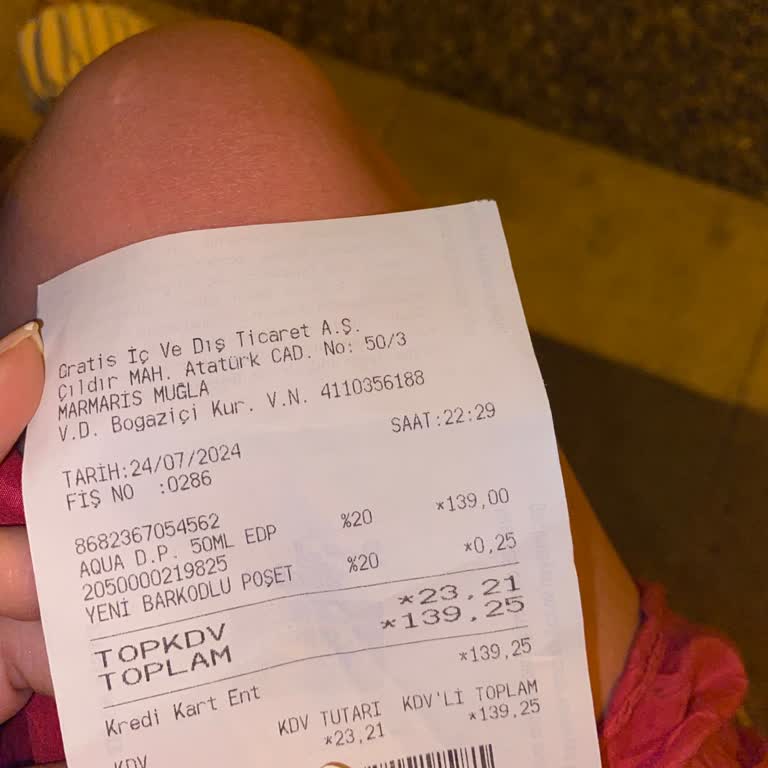 Gratis İç Ve Dış Ticaret A.Ş.
Çıldır MAH. Atatürk CAD. No: 50/3
MARMARİS MUĞLA
V.D. Bogaziçi Kur. V.N. 4110356188
SAAT:22:29
TARİH:24/07/2024
FİŞ NO :0286
8682367054562
AQUA D.P. 50ML EDP %20 *139,00
2050000219825
YENİ BARKODLU POŞET %20 *0,25
TOPKDV *23,21
TOPLAM *139,25
Kredi Kart Ent *139,25
KDV KDV TUTARI KDV'Lİ TOPLAM
*23,21 *139,25